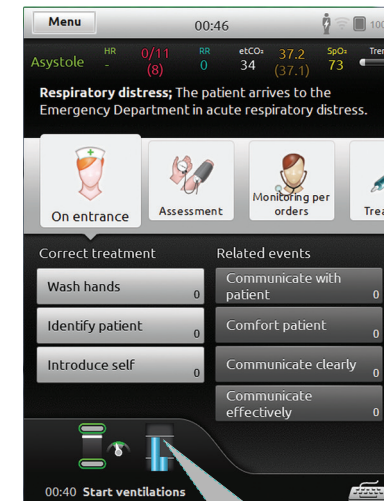 Menu 00:46 100
HR 0/11 RR etCO₂ 37.2 SpO₂ Tren
Asystole - (8) 0 34 (37.1) 73
Respiratory distress; The patient arrives to the
Emergency Department in acute respiratory distress.
On entrance
Assessment
Monitoring per
orders
Trea
Correct treatment
Related events
Wash hands 0
Communicate with
patient 0
Identify patient 0
Comfort patient 0
Introduce self 0
Communicate clearly 0
Communicate
effectively 0
00:40 Start ventilations